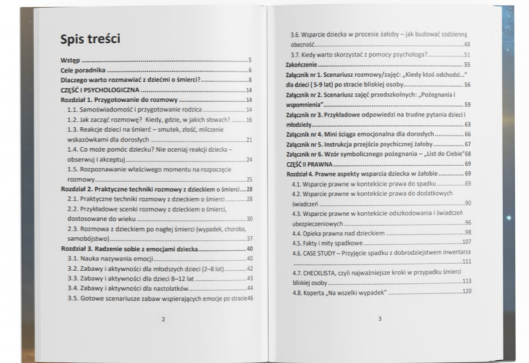 Spis treści
Wstęp ........ 5
Cele poradnika ........ 6
Dlaczego warto rozmawiać z dziećmi o śmierci? ........ 8
CZĘŚĆ I PSYCHOLOGICZNA ........ 14
Rozdział 1. Przygotowanie do rozmowy ........ 14
1.1. Samoświadomość i przygotowanie rodzica ........ 14
1.2. Jak zacząć rozmowę? Kiedy, gdzie, w jakich słowach? ........ 16
1.3. Reakcje dzieci na śmierć – smutek, złość, milczenie
wskazówkami dla dorosłych ........ 21
1.4. Co może pomóc dziecku? Nie oceniaj reakcji dziecka –
obserwuj i akceptuj ........ 24
1.5. Rozpoznawanie właściwego momentu na rozpoczęcie
rozmowy ........ 25
Rozdział 2. Praktyczne techniki rozmowy z dzieckiem o śmierci ... 28
2.1. Praktyczne techniki rozmowy z dzieckiem o śmierci ........ 28
2.2. Przykładowe scenki rozmowy z dzieckiem o śmierci,
dostosowane do wieku ........ 30
2.3. Rozmowa z dzieckiem po nagłej śmierci (wypadek, choroba,
samobójstwo) ........ 37
Rozdział 3. Radzenie sobie z emocjami dziecka ........ 40
3.1. Nauka nazywania emocji ........ 40
3.2. Zabawy i aktywności dla młodszych dzieci (2–8 lat) ........ 42
3.3. Zabawy i aktywności dla dzieci 8–12 lat ........ 43
3.4. Zabawy i aktywności dla nastolatków ........ 44
3.5. Gotowe scenariusze zabaw wspierających emocje po stracie 46
2
3.6. Wsparcie dziecka w procesie żałoby – jak budować codzienną
obecność ........ 48
3.7. Kiedy warto skorzystać z pomocy psychologa? ........ 51
Zakończenie ........ 55
Załącznik nr 1. Scenariusz rozmowy/zajęć: „Kiedy ktoś odchodzi..."
dla dzieci ( 5-9 lat) po stracie bliskiej osoby ........ 56
Załącznik nr 2. Scenariusz zajęć przedszkolnych: „Pożegnania i
wspomnienia" ........ 59
Załącznik nr 3. Przykładowe odpowiedzi na trudne pytania dzieci i
młodzieży ........ 63
Załącznik nr 4. Mini ściąga emocjonalna dla dorosłych ........ 66
Załącznik nr 5. Instrukcja przejścia psychicznej żałoby ........ 67
Załącznik nr 6. Wzór symbolicznego pożegnania – „List do Ciebie" 68
CZĘŚĆ II PRAWNA ........ 69
Rozdział 4. Prawne aspekty wsparcia dziecka w żałobie ........ 69
4.1. Wsparcie prawne w kontekście prawa do spadku ........ 69
4.2. Wsparcie prawne w kontekście prawa do dodatkowych
świadczeń ........ 90
4.3. Wsparcie prawne w kontekście odszkodowania i świadczeń
ubezpieczeniowych ........ 96
4.4. Opieka prawna nad dzieckiem ........ 98
4.5. Fakty i mity spadkowe ........ 107
4.6. CASE STUDY – Przyjęcie spadku z dobrodziejstwem inwentarza
........ 111
4.7. CHECKLISTA, czyli najważniejsze kroki w przypadku śmierci
bliskiej osoby ........ 113
4.8. Koperta „Na wszelki wypadek" ........ 120
3